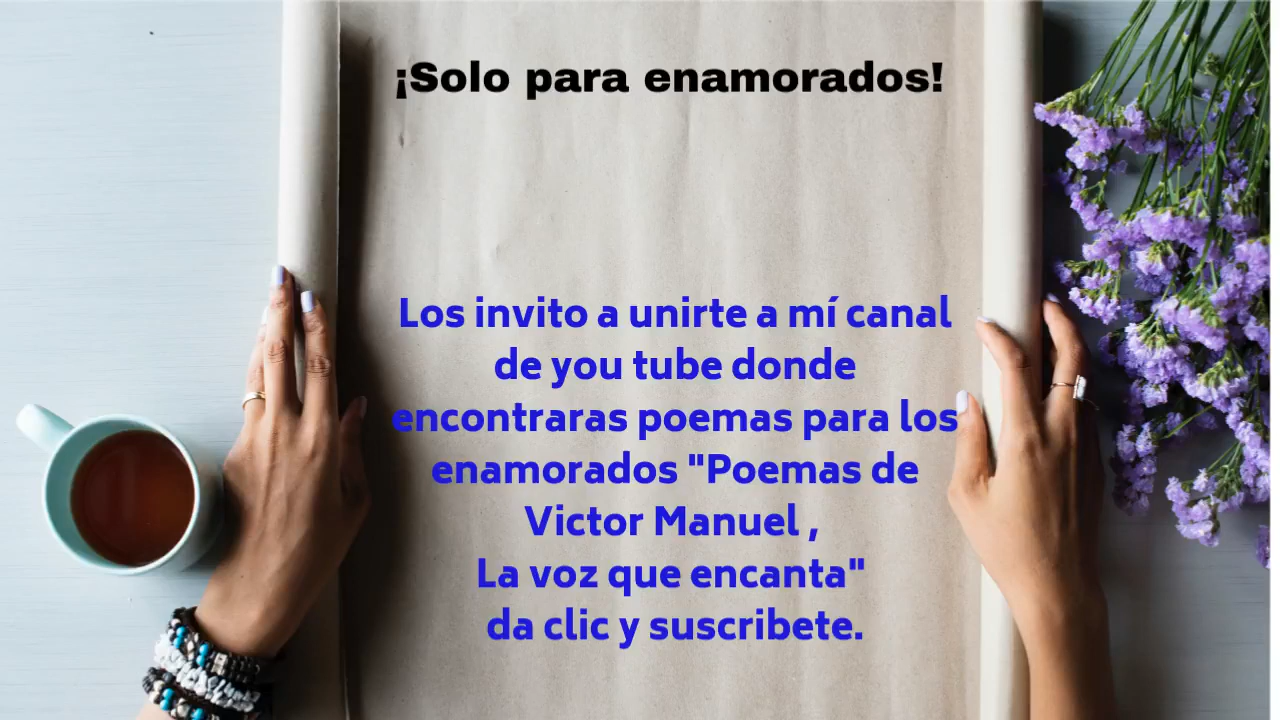 ¡Solo para enamorados!
Los invito a unirte a mí canal
de you tube donde
encontraras poemas para los
enamorados "Poemas de
Victor Manuel ,
La voz que encanta"
da clic y suscribete.